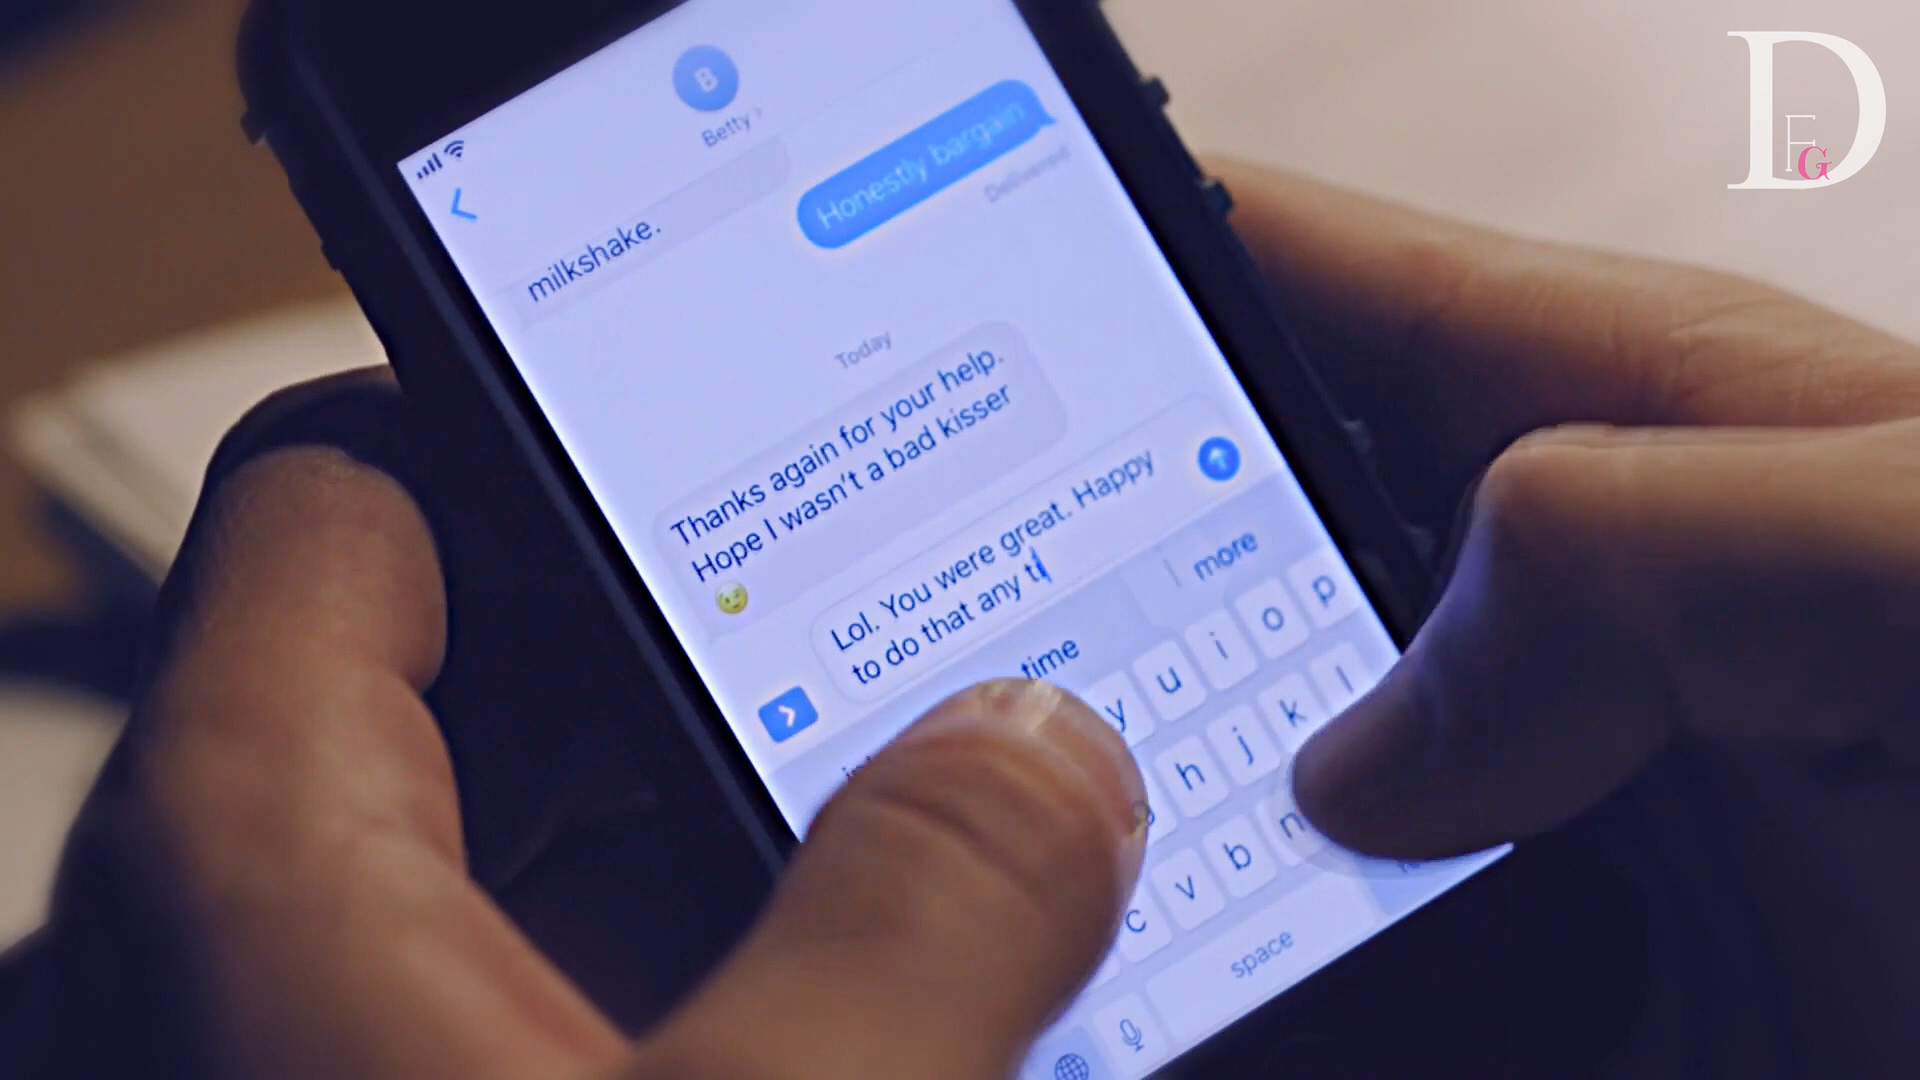 B
Betty >
milkshake.
Honestly bargain
Delivered
Today
Thanks again for your help.
Hope I wasn't a bad kisser
😉
Lol. You were great. Happy
to do that any ti
time
more
y u i o p
h j k l
c v b n
space
D
F
G